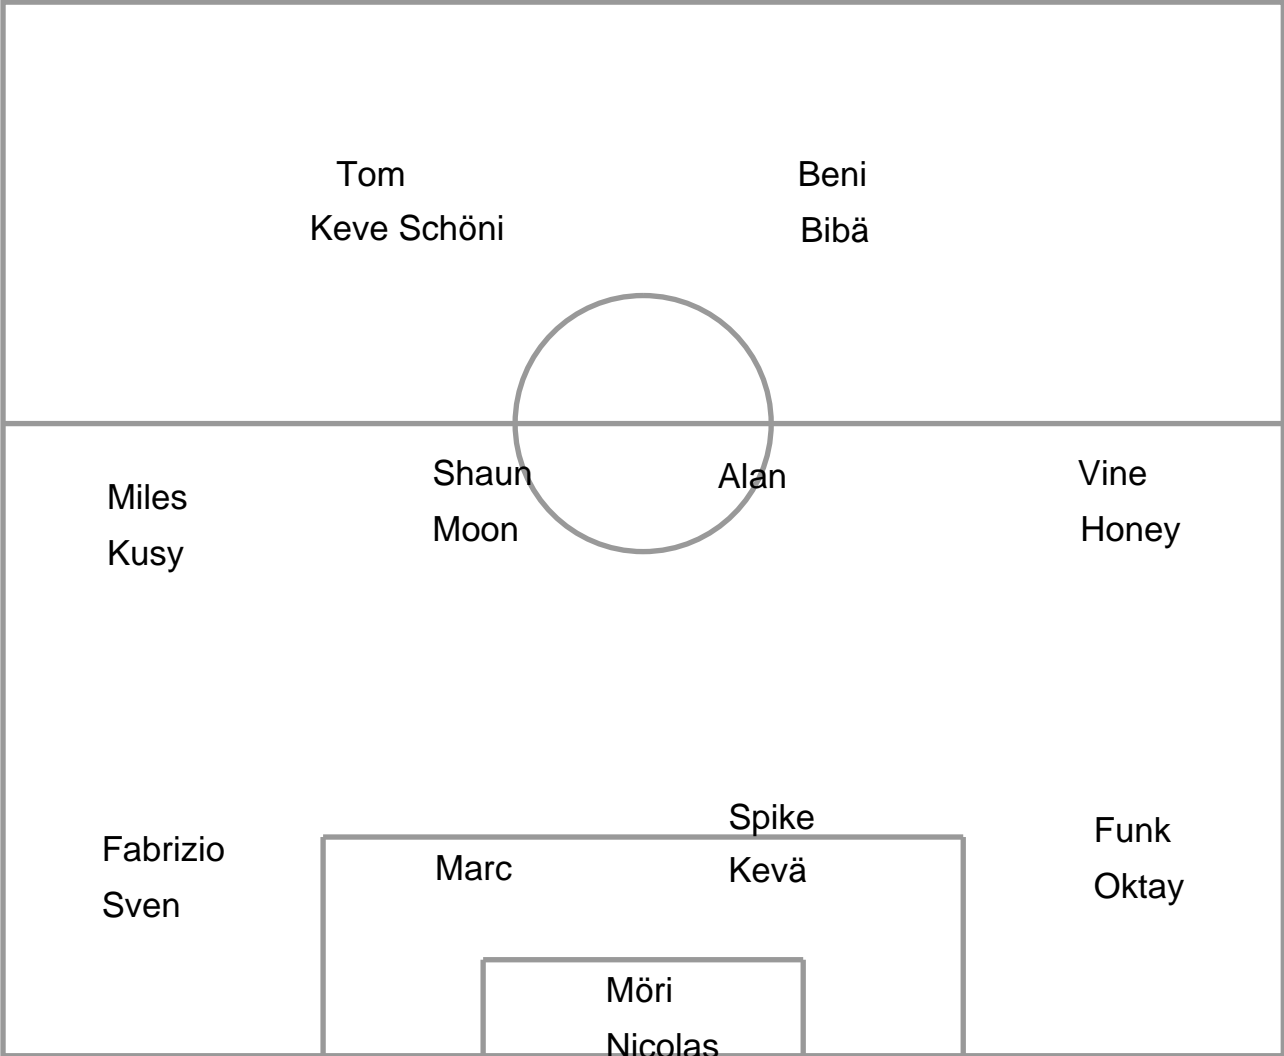 Tom
Keve Schöni
Beni
Bibä
Miles
Kusy
Shaun
Moon
Alan
Vine
Honey
Fabrizio
Sven
Marc
Spike
Kevä
Funk
Oktay
Möri
Nicolas